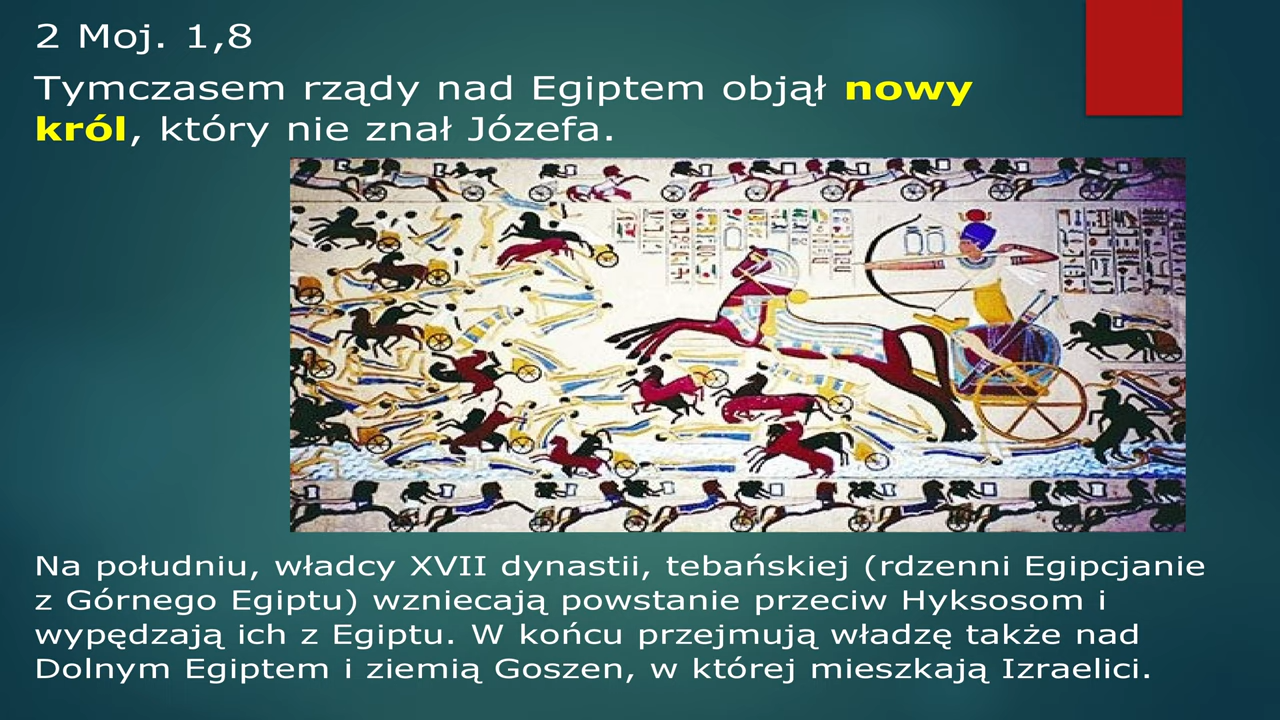 2 Moj. 1,8
Tymczasem rządy nad Egiptem objął nowy
król, który nie znał Józefa.
Na południu, władcy XVII dynastii, tebańskiej (rdzenni Egipcjanie
z Górnego Egiptu) wzniecają powstanie przeciw Hyksosom i
wypędzają ich z Egiptu. W końcu przejmują władzę także nad
Dolnym Egiptem i ziemią Goszen, w której mieszkają Izraelici.